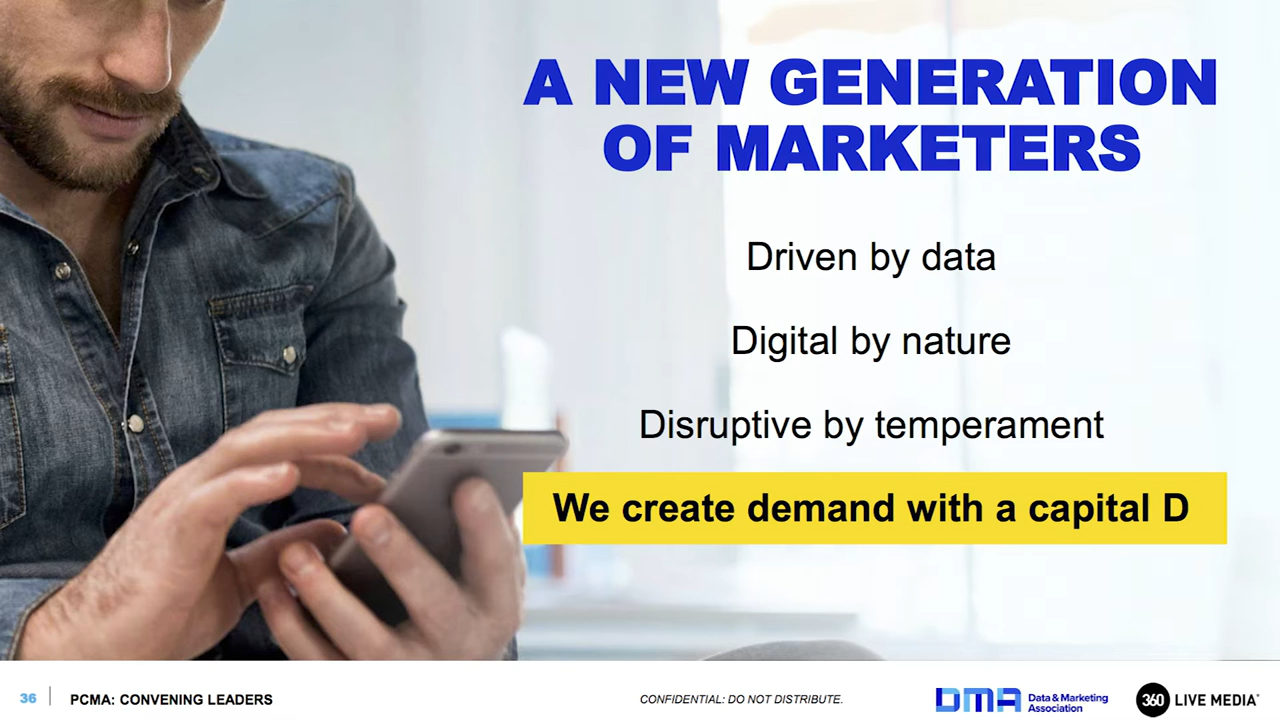 A NEW GENERATION
OF MARKETERS
Driven by data
Digital by nature
Disruptive by temperament
We create demand with a capital D
36
PCMA: CONVENING LEADERS
CONFIDENTIAL: DO NOT DISTRIBUTE.
DMA
Data & Marketing
Association
360
LIVE MEDIA